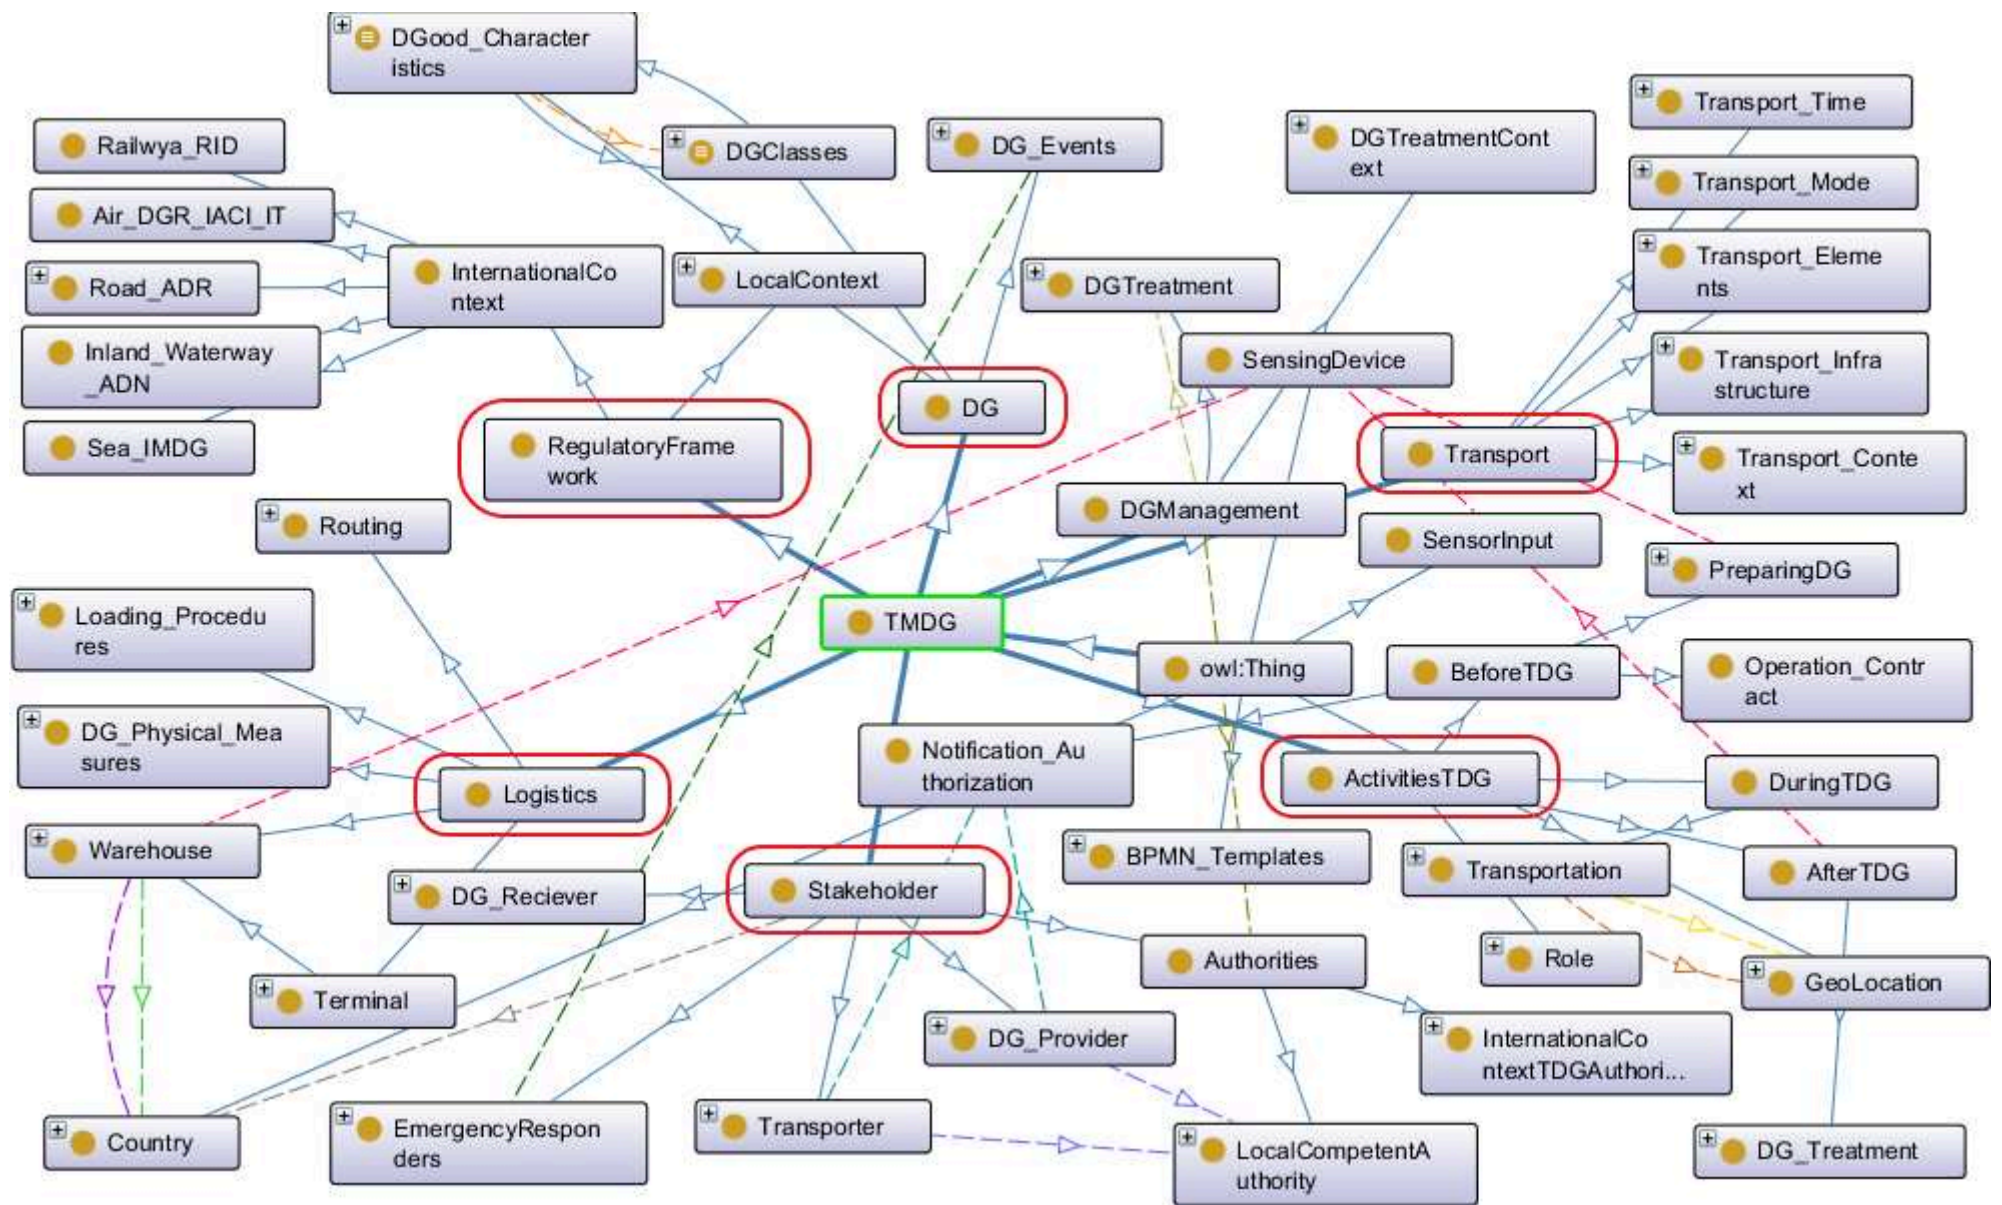 DGood_Character
istics
Transport_Time
Railwya_RID
DGClasses
DG_Events
DGTreatmentCont
ext
Transport_Mode
Air_DGR_IACI_IT
InternationalCo
ntext
LocalContext
DGTreatment
Transport_Eleme
nts
Road_ADR
Inland_Waterway
_ADN
SensingDevice
Transport_Infra
structure
DG
Sea_IMDG
RegulatoryFrame
work
Transport
Transport_Conte
xt
Routing
DGManagement
SensorInput
PreparingDG
Loading_Procedu
res
TMDG
owl:Thing
BeforeTDG
Operation_Contr
act
DG_Physical_Mea
sures
Notification_Au
thorization
Logistics
ActivitiesTDG
DuringTDG
Warehouse
BPMN_Templates
Transportation
AfterTDG
DG_Reciever
Stakeholder
Authorities
Role
GeoLocation
Terminal
DG_Provider
InternationalCo
ntextTDGAuthori...
Country
EmergencyRespon
ders
Transporter
LocalCompetentA
uthority
DG_Treatment